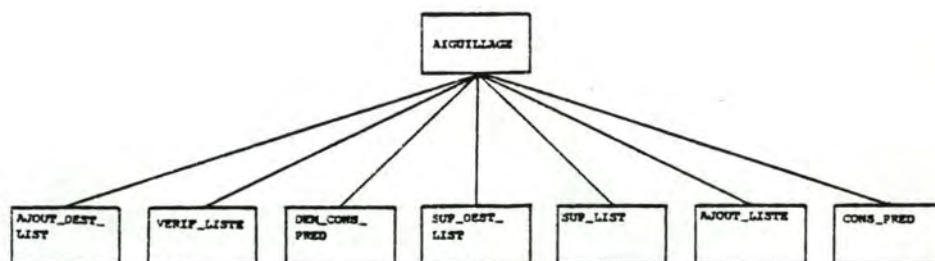 AIGUILLAGE
AJOUT_DEST_
LIST
VERIF_LISTE
DEM_CONS_
PRED
SUP_DEST_
LIST
SUP_LIST
AJOUT_LISTE
CONS_PRED